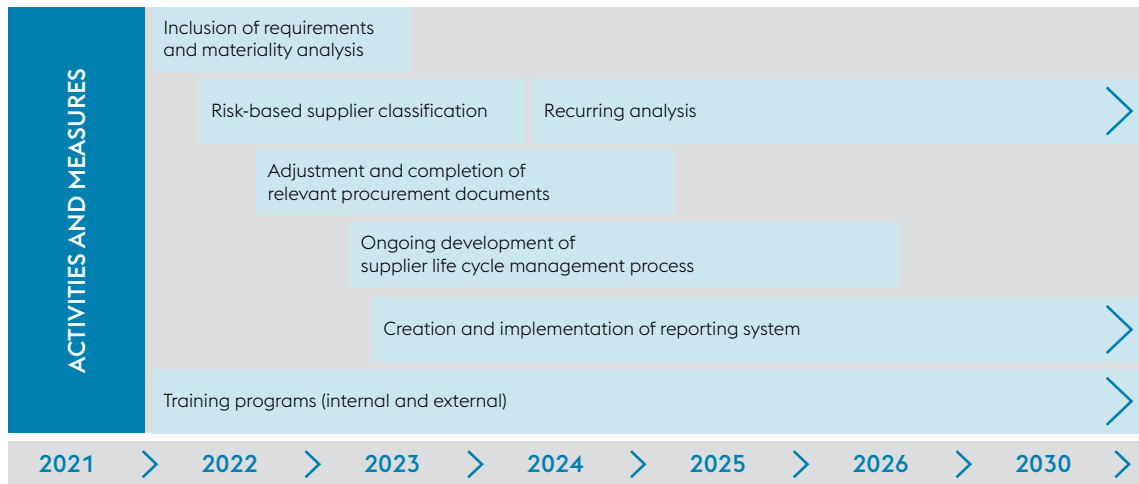 ACTIVITIES AND MEASURES
Inclusion of requirements
and materiality analysis
Risk-based supplier classification
Recurring analysis
Adjustment and completion of
relevant procurement documents
Ongoing development of
supplier life cycle management process
Creation and implementation of reporting system
Training programs (internal and external)
2021 2022 2023 2024 2025 2026 2030